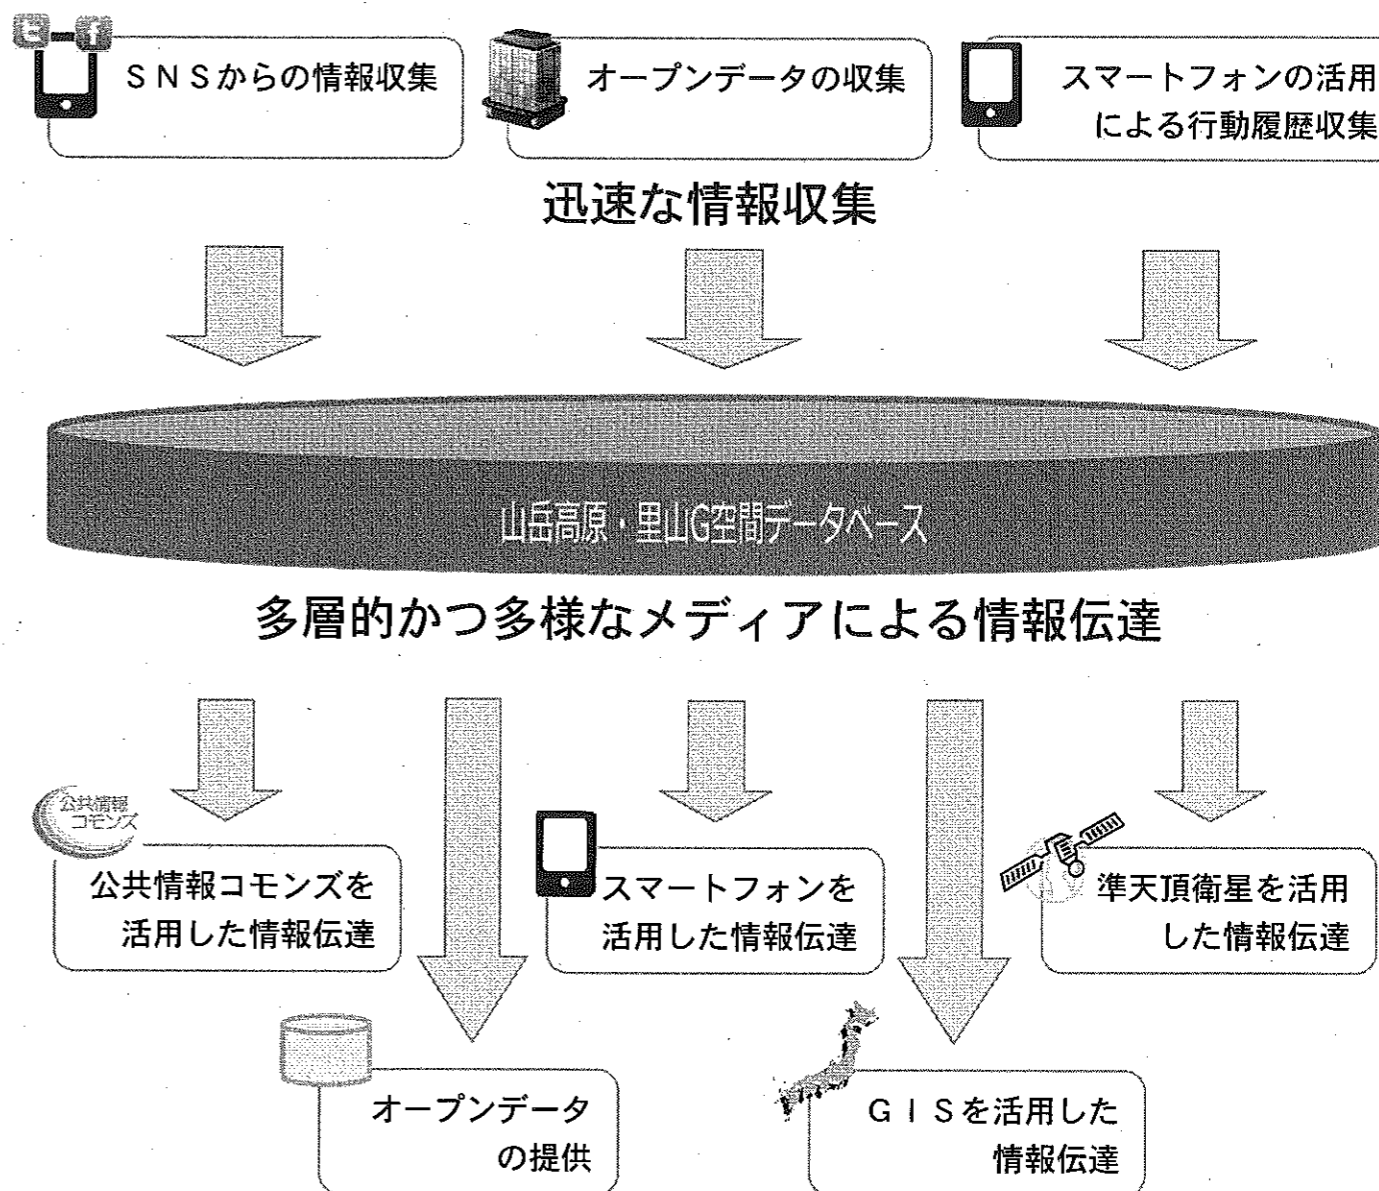 SNSからの情報収集
オープンデータの収集
スマートフォンの活用
による行動履歴収集
迅速な情報収集
山岳高原・里山G空間データベース
多層的かつ多様なメディアによる情報伝達
公共情報
コモンズ
公共情報コモンズを
活用した情報伝達
スマートフォンを
活用した情報伝達
準天頂衛星を活用
した情報伝達
オープンデータ
の提供
GISを活用した
情報伝達